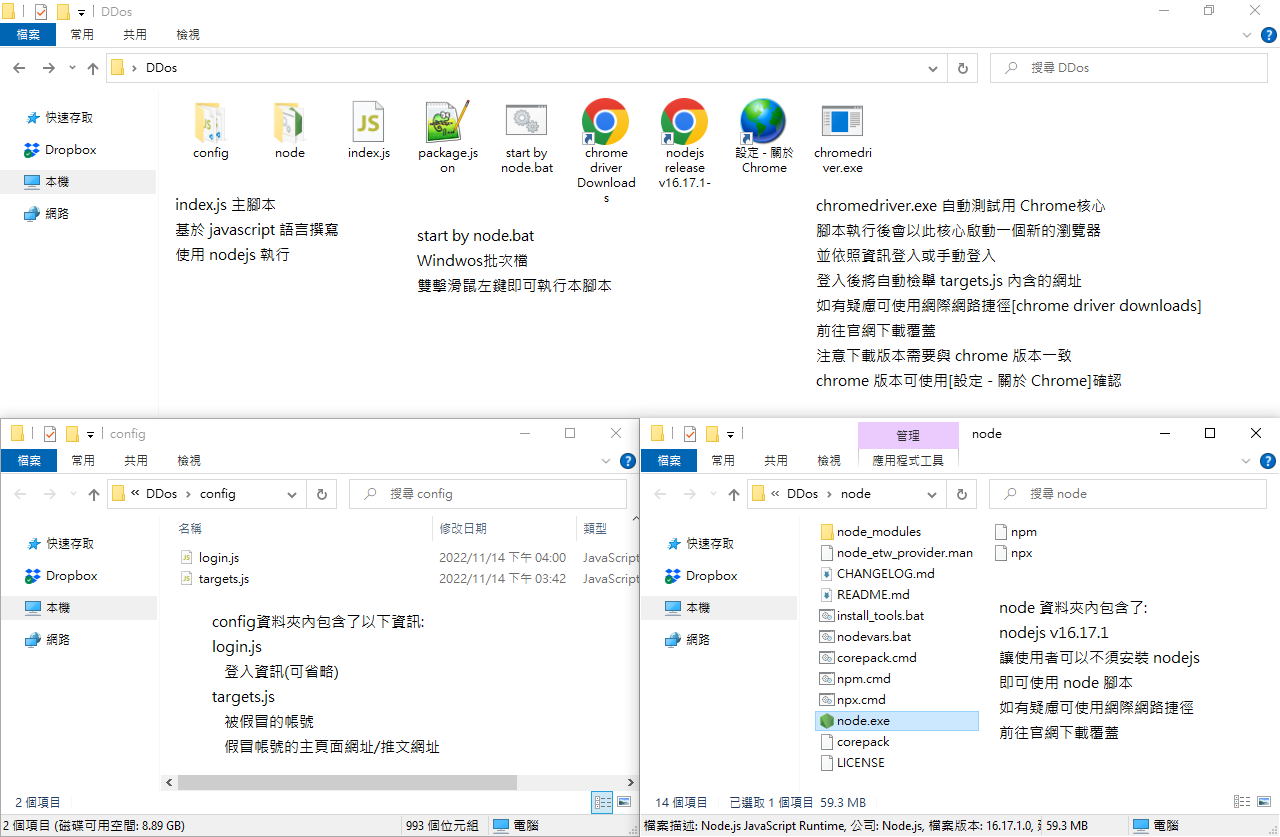 DDos
檔案 常用 共用 檢視
DDos
搜尋 DDos
快速存取
Dropbox
本機
網路
config
node
index.js
package.js
on
start by
node.bat
chrome
driver
Download
s
nodejs
release
v16.17.1-
設定 - 關於
Chrome
chromedri
ver.exe
index.js 主腳本
基於 javascript 語言撰寫
使用 nodejs 執行
start by node.bat
Windwos批次檔
雙擊滑鼠左鍵即可執行本腳本
chromedriver.exe 自動測試用 Chrome核心
腳本執行後會以此核心啟動一個新的瀏覽器
並依照資訊登入或手動登入
登入後將自動檢舉 targets.js 內含的網址
如有疑慮可使用網際網路捷徑[chrome driver downloads]
前往官網下載覆蓋
注意下載版本需要與 chrome 版本一致
chrome 版本可使用[設定 - 關於 Chrome]確認
config
檔案 常用 共用 檢視
« DDos › config
搜尋 config
快速存取
Dropbox
本機
網路
名稱 修改日期 類型
login.js 2022/11/14 下午 04:00 JavaScript
targets.js 2022/11/14 下午 03:42 JavaScript
config資料夾內包含了以下資訊:
login.js
登入資訊(可省略)
targets.js
被假冒的帳號
假冒帳號的主頁面網址/推文網址
2 個項目
2 個項目 (磁碟可用空間: 8.89 GB) 993 個位元組 電腦
管理 node
檔案 常用 共用 檢視 應用程式工具
« DDos › node
搜尋 node
快速存取
Dropbox
本機
網路
node_modules
node_etw_provider.man
CHANGELOG.md
README.md
install_tools.bat
nodevars.bat
corepack.cmd
npm.cmd
npx.cmd
node.exe
corepack
LICENSE
npm
npx
node 資料夾內包含了:
nodejs v16.17.1
讓使用者可以不須安裝 nodejs
即可使用 node 腳本
如有疑慮可使用網際網路捷徑
前往官網下載覆蓋
14 個項目 已選取 1 個項目 59.3 MB
檔案描述: Node.js JavaScript Runtime, 公司: Node.js, 檔案版本: 16.17.1.0, 59.3 MB 電腦